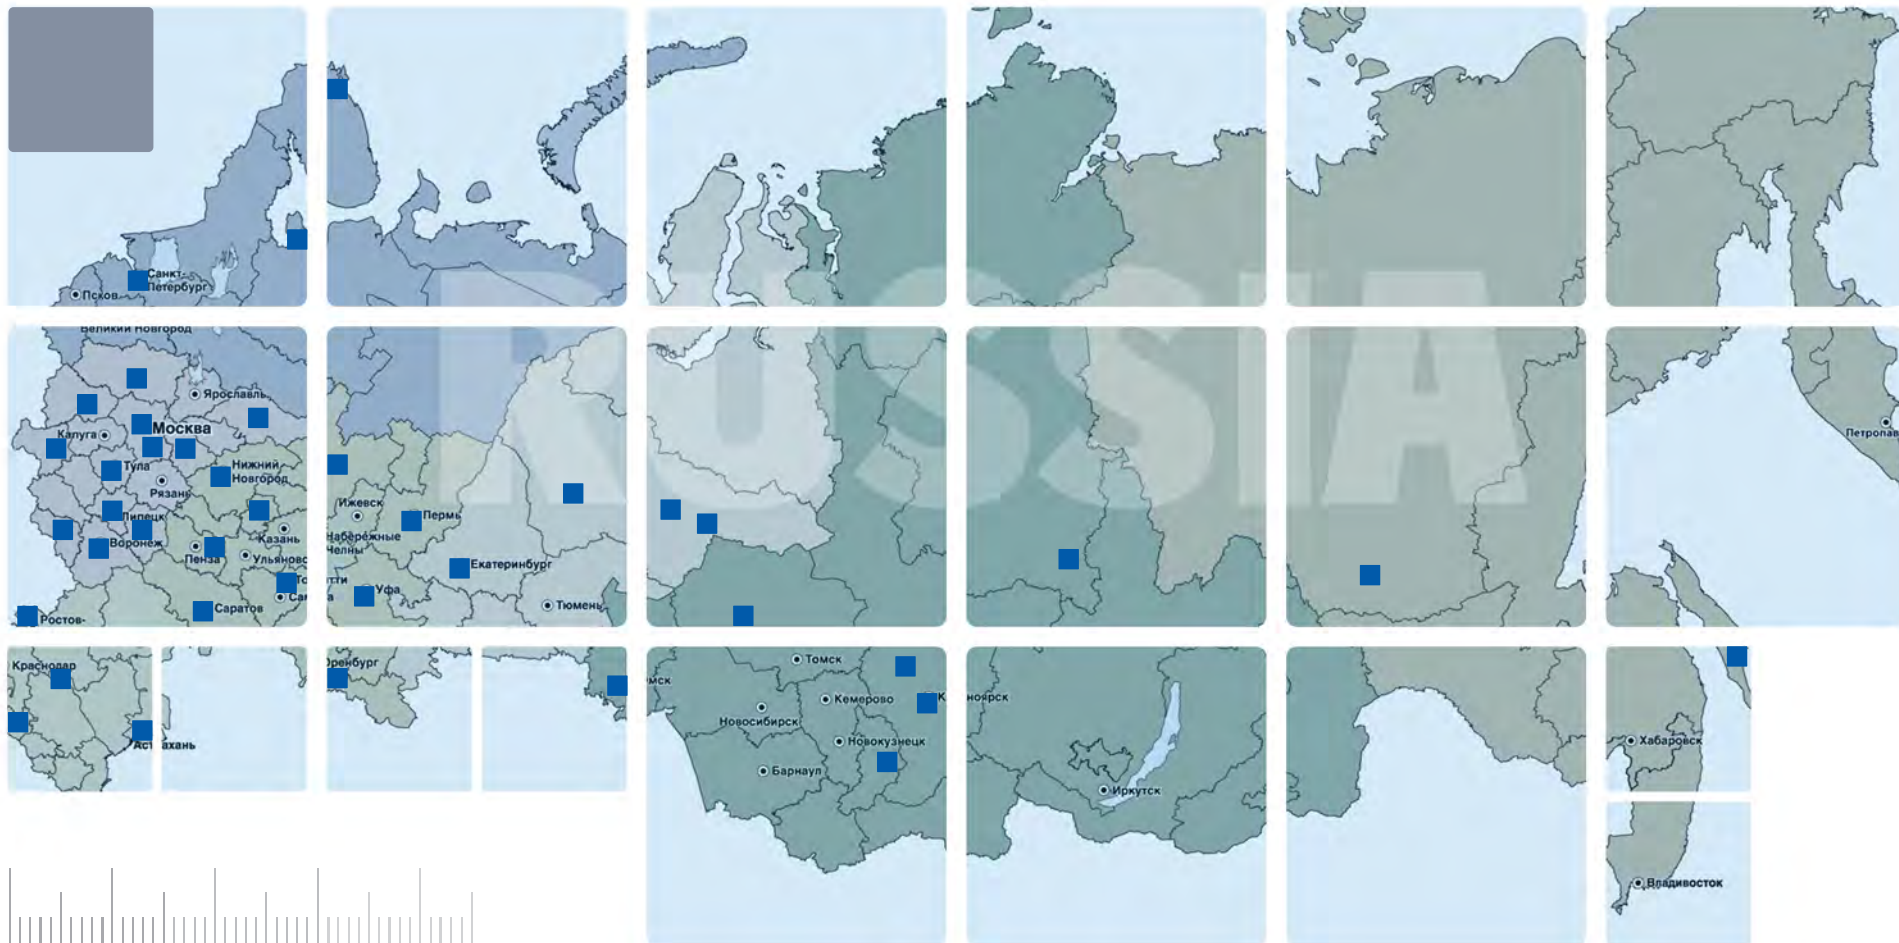 RUSSIA
Санкт-
Петербург
Псков
Великий Новгород
Ярославль
Москва
Калуга
Тула
Нижний
Новгород
Рязань
Липецк
Воронеж
Казань
Пенза
Ульяновс
Саратов
Ростов-
Ижевск
Пермь
Набережные
Челны
Екатеринбург
Уфа
Тюмень
Петропав
Краснодар
Оренбург
Томск
мск
Кемерово
ноярск
Новосибирск
Новокузнецк
Барнаул
Иркутск
Хабаровск
Владивосток